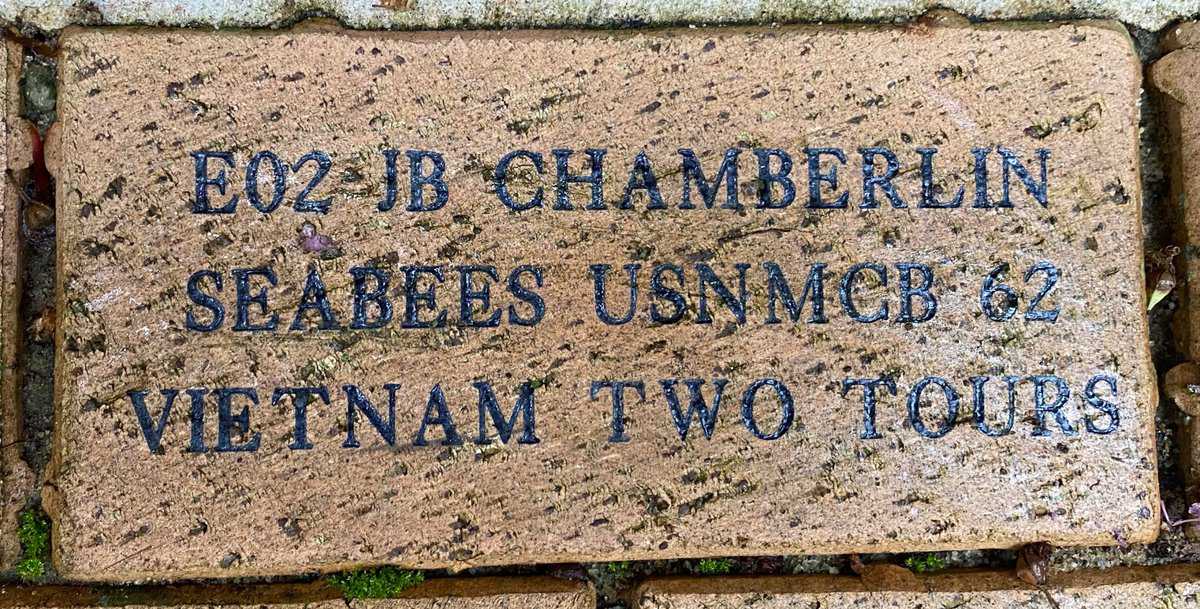 E02 JB CHAMBERLIN
SEABEES USNMCB 62
VIETNAM TWO TOURS